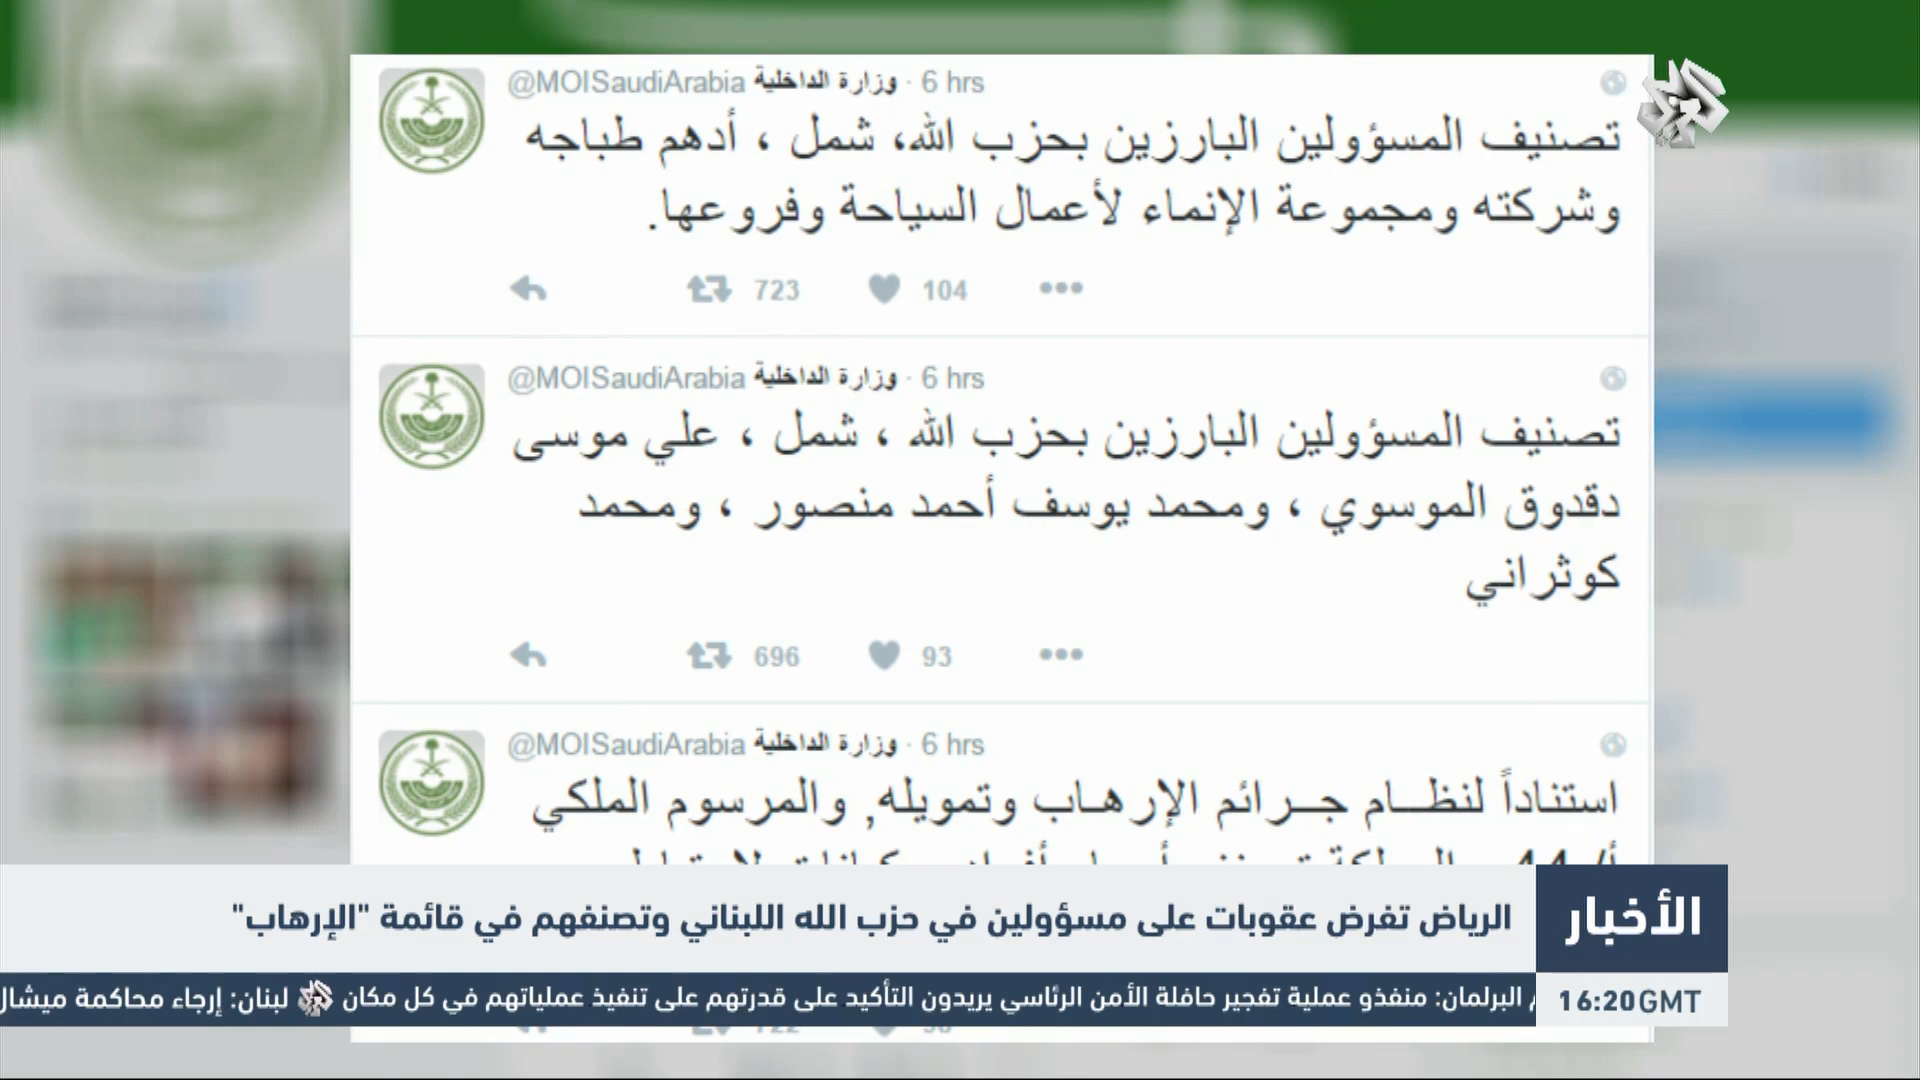 @MOISaudiArabia وزارة الداخلية · 6 hrs
تصنيف المسؤولين البارزين بحزب الله، شمل ، أدهم طباجه
وشركته ومجموعة الإنماء لأعمال السياحة وفروعها.
723 104
@MOISaudiArabia وزارة الداخلية · 6 hrs
تصنيف المسؤولين البارزين بحزب الله ، شمل ، علي موسى
دقدوق الموسوي ، ومحمد يوسف أحمد منصور ، ومحمد
كوثراني
696 93
@MOISaudiArabia وزارة الداخلية · 6 hrs
استناداً لنظـــام جـــرائم الإرهـاب وتمويله, والمرسوم الملكي
الأخبار
الرياض تفرض عقوبات على مسؤولين في حزب الله اللبناني وتصنفهم في قائمة "الإرهاب"
البرلمان: منفذو عملية تفجير حافلة الأمن الرئاسي يريدون التأكيد على قدرتهم على تنفيذ عملياتهم في كل مكان لبنان: إرجاء محاكمة ميشال
16:20GMT